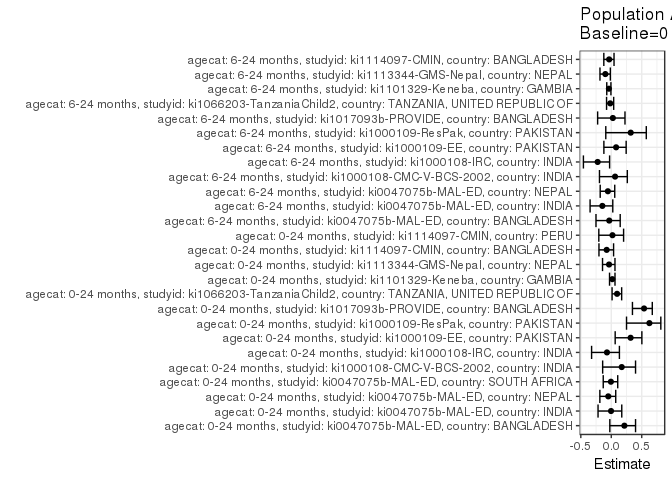 Population
Baseline=0
agecat: 6-24 months, studyid: ki1114097-CMIN, country: BANGLADESH
agecat: 6-24 months, studyid: ki1113344-GMS-Nepal, country: NEPAL
agecat: 6-24 months, studyid: ki1101329-Keneba, country: GAMBIA
agecat: 6-24 months, studyid: ki1066203-TanzaniaChild2, country: TANZANIA, UNITED REPUBLIC OF
agecat: 6-24 months, studyid: ki1017093b-PROVIDE, country: BANGLADESH
agecat: 6-24 months, studyid: ki1000109-ResPak, country: PAKISTAN
agecat: 6-24 months, studyid: ki1000109-EE, country: PAKISTAN
agecat: 6-24 months, studyid: ki1000108-IRC, country: INDIA
agecat: 6-24 months, studyid: ki1000108-CMC-V-BCS-2002, country: INDIA
agecat: 6-24 months, studyid: ki0047075b-MAL-ED, country: NEPAL
agecat: 6-24 months, studyid: ki0047075b-MAL-ED, country: INDIA
agecat: 6-24 months, studyid: ki0047075b-MAL-ED, country: BANGLADESH
agecat: 0-24 months, studyid: ki1114097-CMIN, country: PERU
agecat: 0-24 months, studyid: ki1114097-CMIN, country: BANGLADESH
agecat: 0-24 months, studyid: ki1113344-GMS-Nepal, country: NEPAL
agecat: 0-24 months, studyid: ki1101329-Keneba, country: GAMBIA
agecat: 0-24 months, studyid: ki1066203-TanzaniaChild2, country: TANZANIA, UNITED REPUBLIC OF
agecat: 0-24 months, studyid: ki1017093b-PROVIDE, country: BANGLADESH
agecat: 0-24 months, studyid: ki1000109-ResPak, country: PAKISTAN
agecat: 0-24 months, studyid: ki1000109-EE, country: PAKISTAN
agecat: 0-24 months, studyid: ki1000108-IRC, country: INDIA
agecat: 0-24 months, studyid: ki1000108-CMC-V-BCS-2002, country: INDIA
agecat: 0-24 months, studyid: ki0047075b-MAL-ED, country: SOUTH AFRICA
agecat: 0-24 months, studyid: ki0047075b-MAL-ED, country: NEPAL
agecat: 0-24 months, studyid: ki0047075b-MAL-ED, country: INDIA
agecat: 0-24 months, studyid: ki0047075b-MAL-ED, country: BANGLADESH
-0.5 0.0 0.5
Estimate